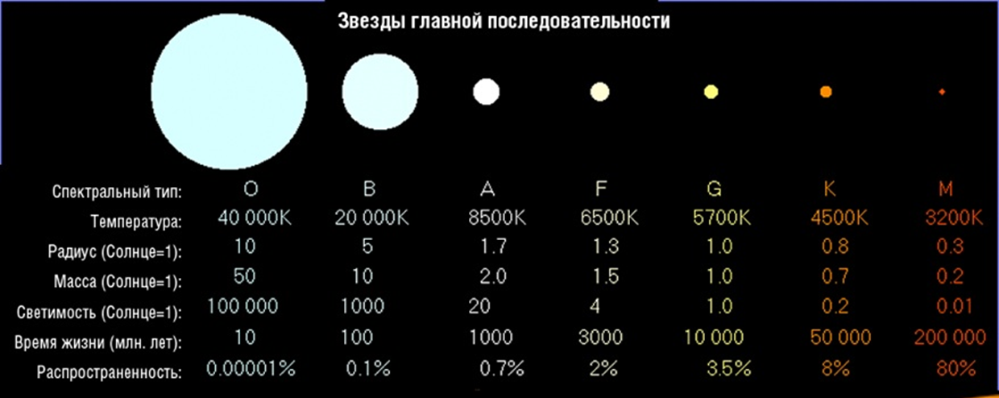 Звезды главной последовательности
Спектральный тип: O B A F G K M
Температура: 40 000K 20 000K 8500K 6500K 5700K 4500K 3200K
Радиус (Солнце=1): 10 5 1.7 1.3 1.0 0.8 0.3
Масса (Солнце=1): 50 10 2.0 1.5 1.0 0.7 0.2
Светимость (Солнце=1): 100 000 1000 20 4 1.0 0.2 0.01
Время жизни (млн. лет): 10 100 1000 3000 10 000 50 000 200 000
Распространенность: 0.00001% 0.1% 0.7% 2% 3.5% 8% 80%